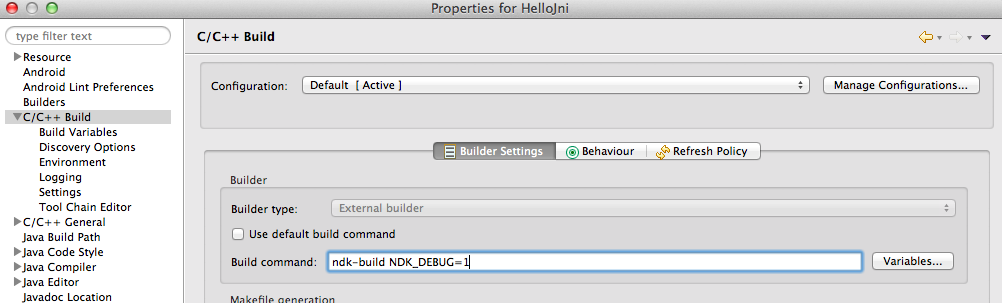 Properties for HelloJni
type filter text
Resource
Android
Android Lint Preferences
Builders
C/C++ Build
Build Variables
Discovery Options
Environment
Logging
Settings
Tool Chain Editor
C/C++ General
Java Build Path
Java Code Style
Java Compiler
Java Editor
Javadoc Location
C/C++ Build
Configuration: Default [ Active ] Manage Configurations...
Builder Settings Behaviour Refresh Policy
Builder
Builder type: External builder
Use default build command
Build command: ndk-build NDK_DEBUG=1 Variables...
Makefile generation